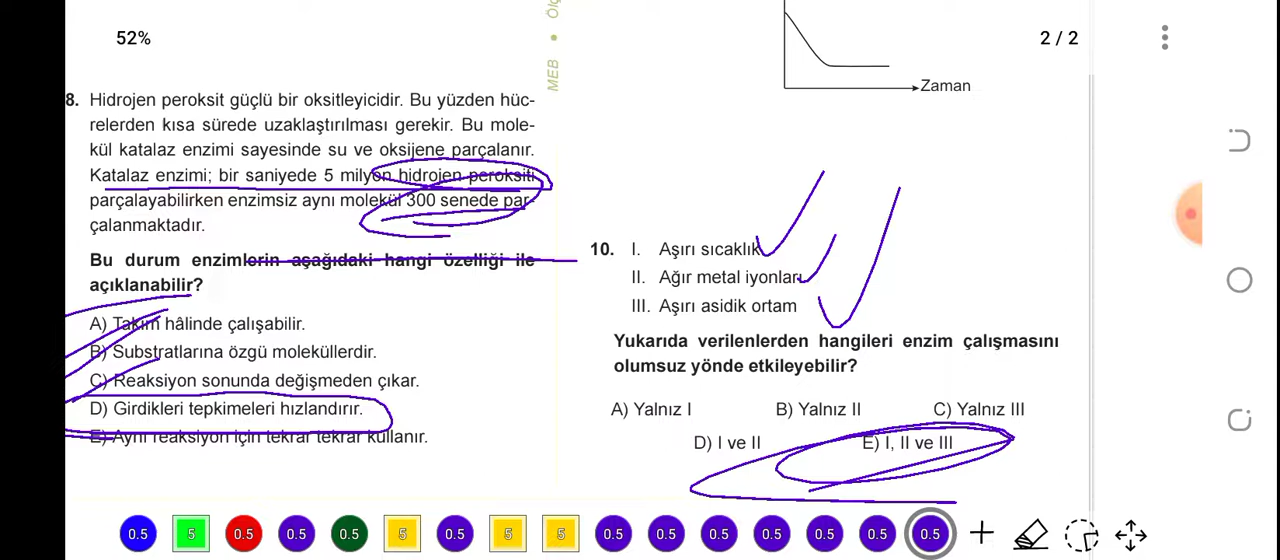 52%
MEB • Ölç
2 / 2
Zaman
8. Hidrojen peroksit güçlü bir oksitleyicidir. Bu yüzden hüc-
relerden kısa sürede uzaklaştırılması gerekir. Bu mole-
kül katalaz enzimi sayesinde su ve oksijene parçalanır.
Katalaz enzimi; bir saniyede 5 milyon hidrojen peroksiti
parçalayabilirken enzimsiz aynı molekül 300 senede par-
çalanmaktadır.
Bu durum enzimlerin aşağıdaki hangi özelliği ile
açıklanabilir?
A) Takım hâlinde çalışabilir.
B) Substratlarına özgü moleküllerdir.
C) Reaksiyon sonunda değişmeden çıkar.
D) Girdikleri tepkimeleri hızlandırır.
E) Aynı reaksiyon için tekrar tekrar kullanır.
10. I. Aşırı sıcaklık
II. Ağır metal iyonları
III. Aşırı asidik ortam
Yukarıda verilenlerden hangileri enzim çalışmasını
olumsuz yönde etkileyebilir?
A) Yalnız I B) Yalnız II C) Yalnız III
D) I ve II E) I, II ve III
0.5 5 0.5 0.5 0.5 5 0.5 5 5 0.5 0.5 0.5 0.5 0.5 0.5 0.5